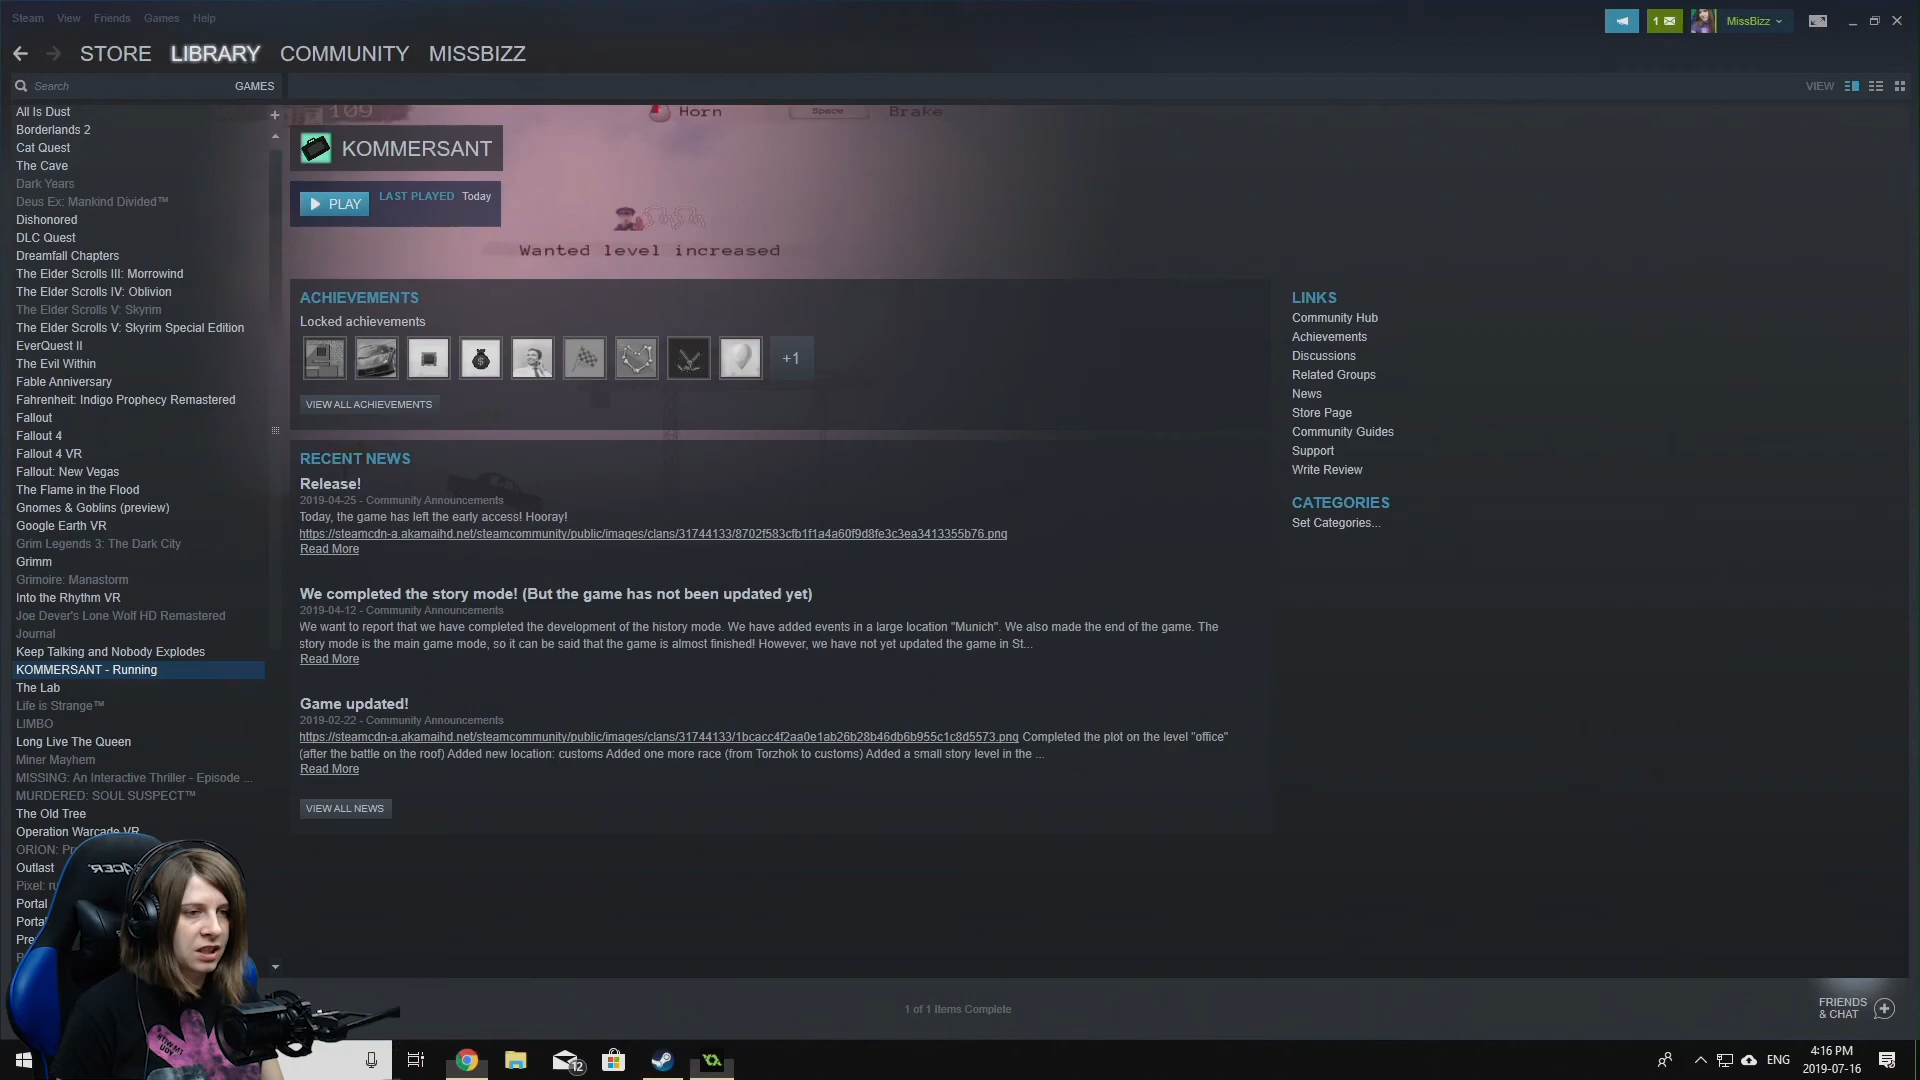 Steam View Friends Games Help
1 MissBizz
STORE LIBRARY COMMUNITY MISSBIZZ
Search GAMES VIEW
All Is Dust
Borderlands 2
Cat Quest
The Cave
Dark Years
Deus Ex: Mankind Divided™
Dishonored
DLC Quest
Dreamfall Chapters
The Elder Scrolls III: Morrowind
The Elder Scrolls IV: Oblivion
The Elder Scrolls V: Skyrim
The Elder Scrolls V: Skyrim Special Edition
EverQuest II
The Evil Within
Fable Anniversary
Fahrenheit: Indigo Prophecy Remastered
Fallout
Fallout 4
Fallout 4 VR
Fallout: New Vegas
The Flame in the Flood
Gnomes & Goblins (preview)
Google Earth VR
Grim Legends 3: The Dark City
Grimm
Grimoire: Manastorm
Into the Rhythm VR
Joe Dever's Lone Wolf HD Remastered
Journal
Keep Talking and Nobody Explodes
KOMMERSANT - Running
The Lab
Life is Strange™
LIMBO
Long Live The Queen
Miner Mayhem
MISSING: An Interactive Thriller - Episode ...
MURDERED: SOUL SUSPECT™
The Old Tree
Operation Warcade VR
ORION:
Outlast
Pixel:
Portal
Portal
109 Horn Space Brake
KOMMERSANT
PLAY LAST PLAYED Today
Wanted level increased
ACHIEVEMENTS
Locked achievements
+1
VIEW ALL ACHIEVEMENTS
RECENT NEWS
Release!
2019-04-25 - Community Announcements
Today, the game has left the early access! Hooray!
https://steamcdn-a.akamaihd.net/steamcommunity/public/images/clans/31744133/8702f583cfb1f1a4a60f9d8fe3c3ea3413355b76.png
Read More
We completed the story mode! (But the game has not been updated yet)
2019-04-12 - Community Announcements
We want to report that we have completed the development of the history mode. We have added events in a large location "Munich". We also made the end of the game. The
story mode is the main game mode, so it can be said that the game is almost finished! However, we have not yet updated the game in St...
Read More
Game updated!
2019-02-22 - Community Announcements
https://steamcdn-a.akamaihd.net/steamcommunity/public/images/clans/31744133/1bcacc4f2aa0e1ab26b28b46db6b955c1c8d5573.png Completed the plot on the level "office"
(after the battle on the roof) Added new location: customs Added one more race (from Torzhok to customs) Added a small story level in the ...
Read More
VIEW ALL NEWS
LINKS
Community Hub
Achievements
Discussions
Related Groups
News
Store Page
Community Guides
Support
Write Review
CATEGORIES
Set Categories...
1 of 1 Items Complete
FRIENDS
& CHAT
12
ENG
4:16 PM
2019-07-16